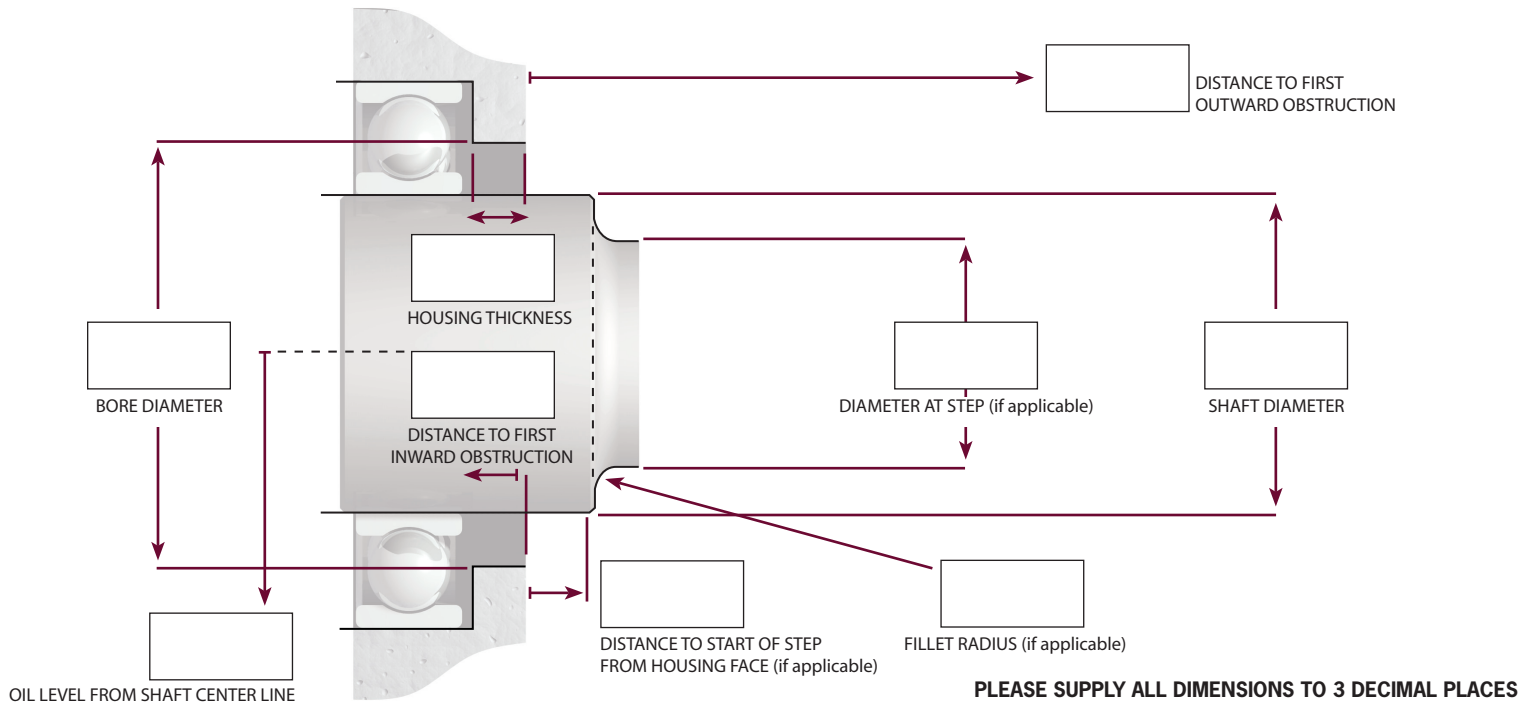 DISTANCE TO FIRST
OUTWARD OBSTRUCTION
HOUSING THICKNESS
BORE DIAMETER
DIAMETER AT STEP (if applicable)
SHAFT DIAMETER
DISTANCE TO FIRST
INWARD OBSTRUCTION
DISTANCE TO START OF STEP
FROM HOUSING FACE (if applicable)
FILLET RADIUS (if applicable)
OIL LEVEL FROM SHAFT CENTER LINE
PLEASE SUPPLY ALL DIMENSIONS TO 3 DECIMAL PLACES